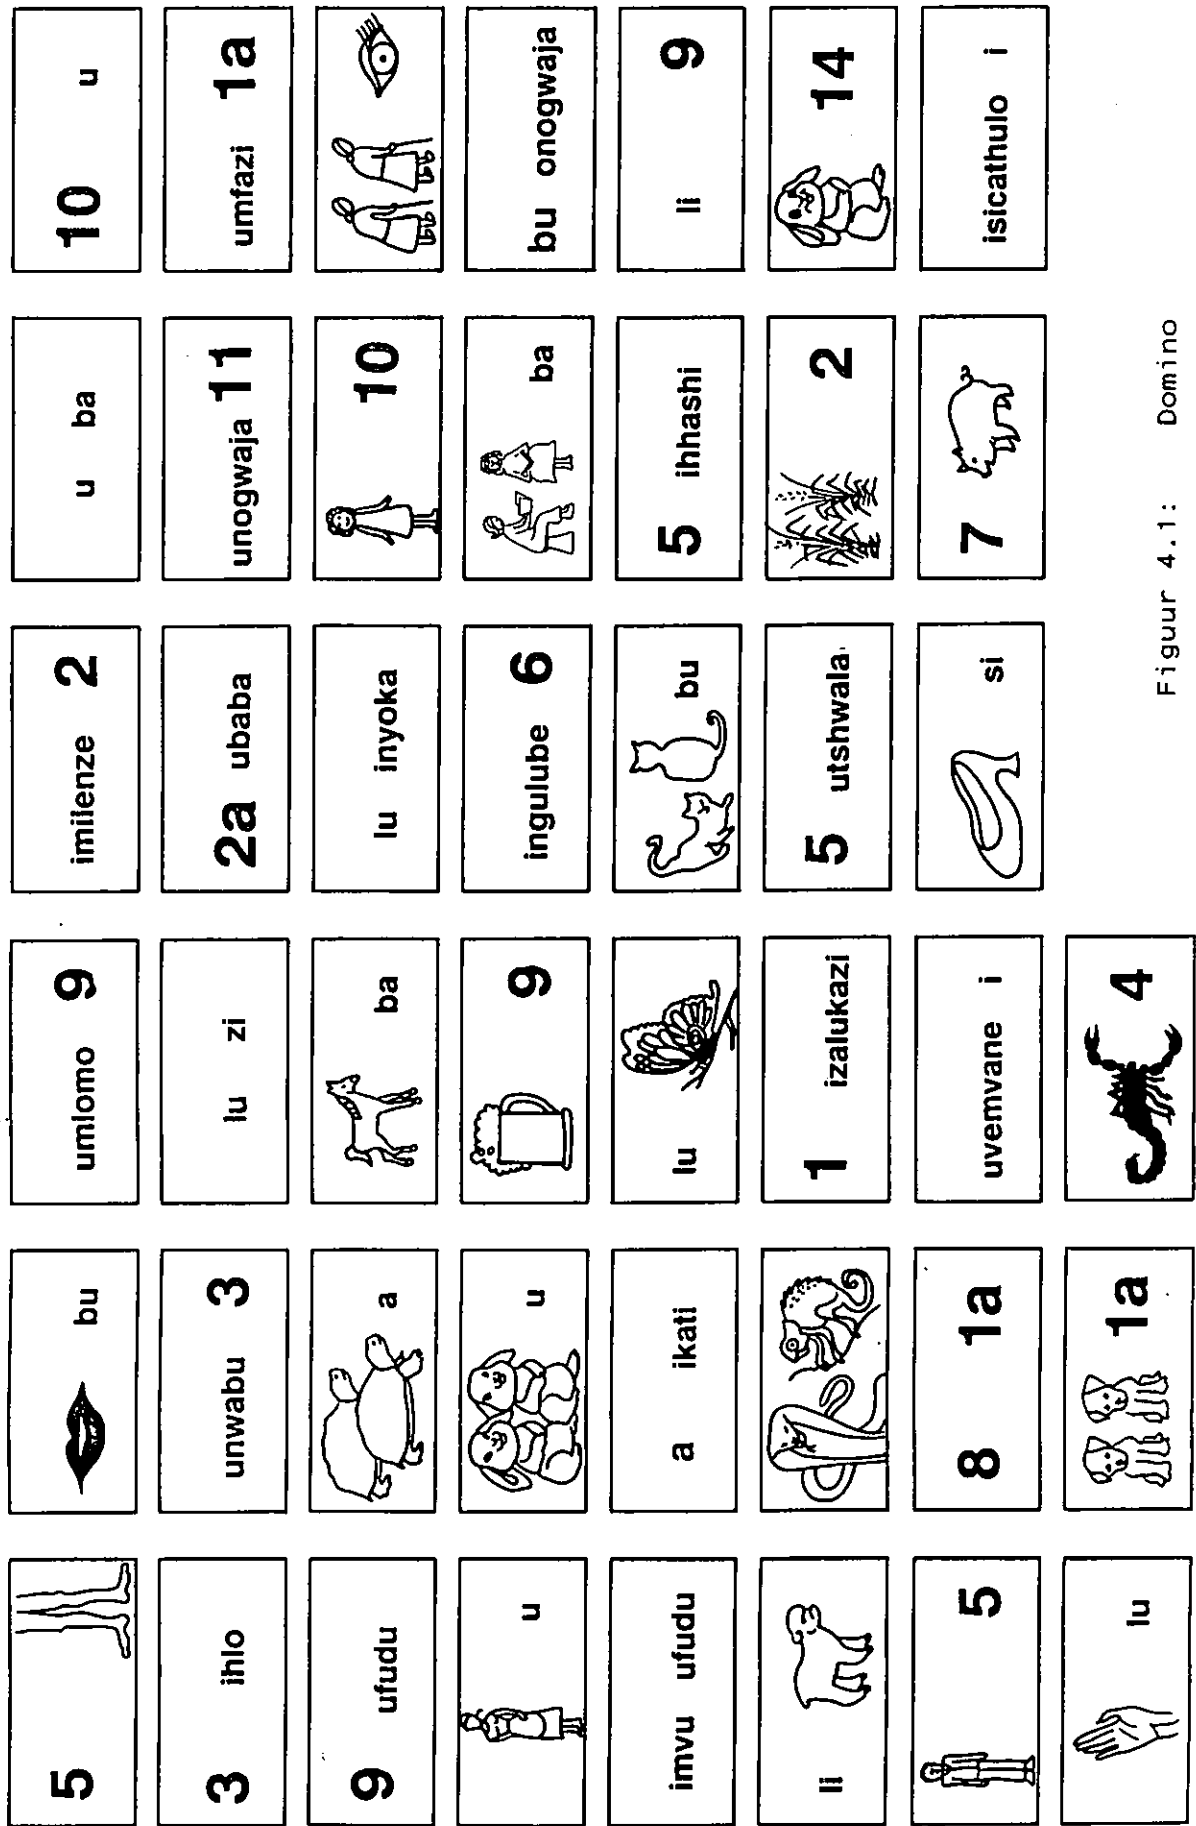 5 bu umlomo 9 imilenze 2 u ba 10 u
3 ihlo unwabu 3 lu zi 2a ubaba unogwaja 11 umfazi 1a
9 ufudu a ba lu inyoka 10
u u 9 ingulube 6 ba bu onogwaja
imvu ufudu a ikati lu bu 5 ihhashi li 9
li 1 izalukazi 5 utshwala 2 14
5 8 1a uvemvane i si 7 isicathulo i
lu 1a 4
Figuur 4.1: Domino